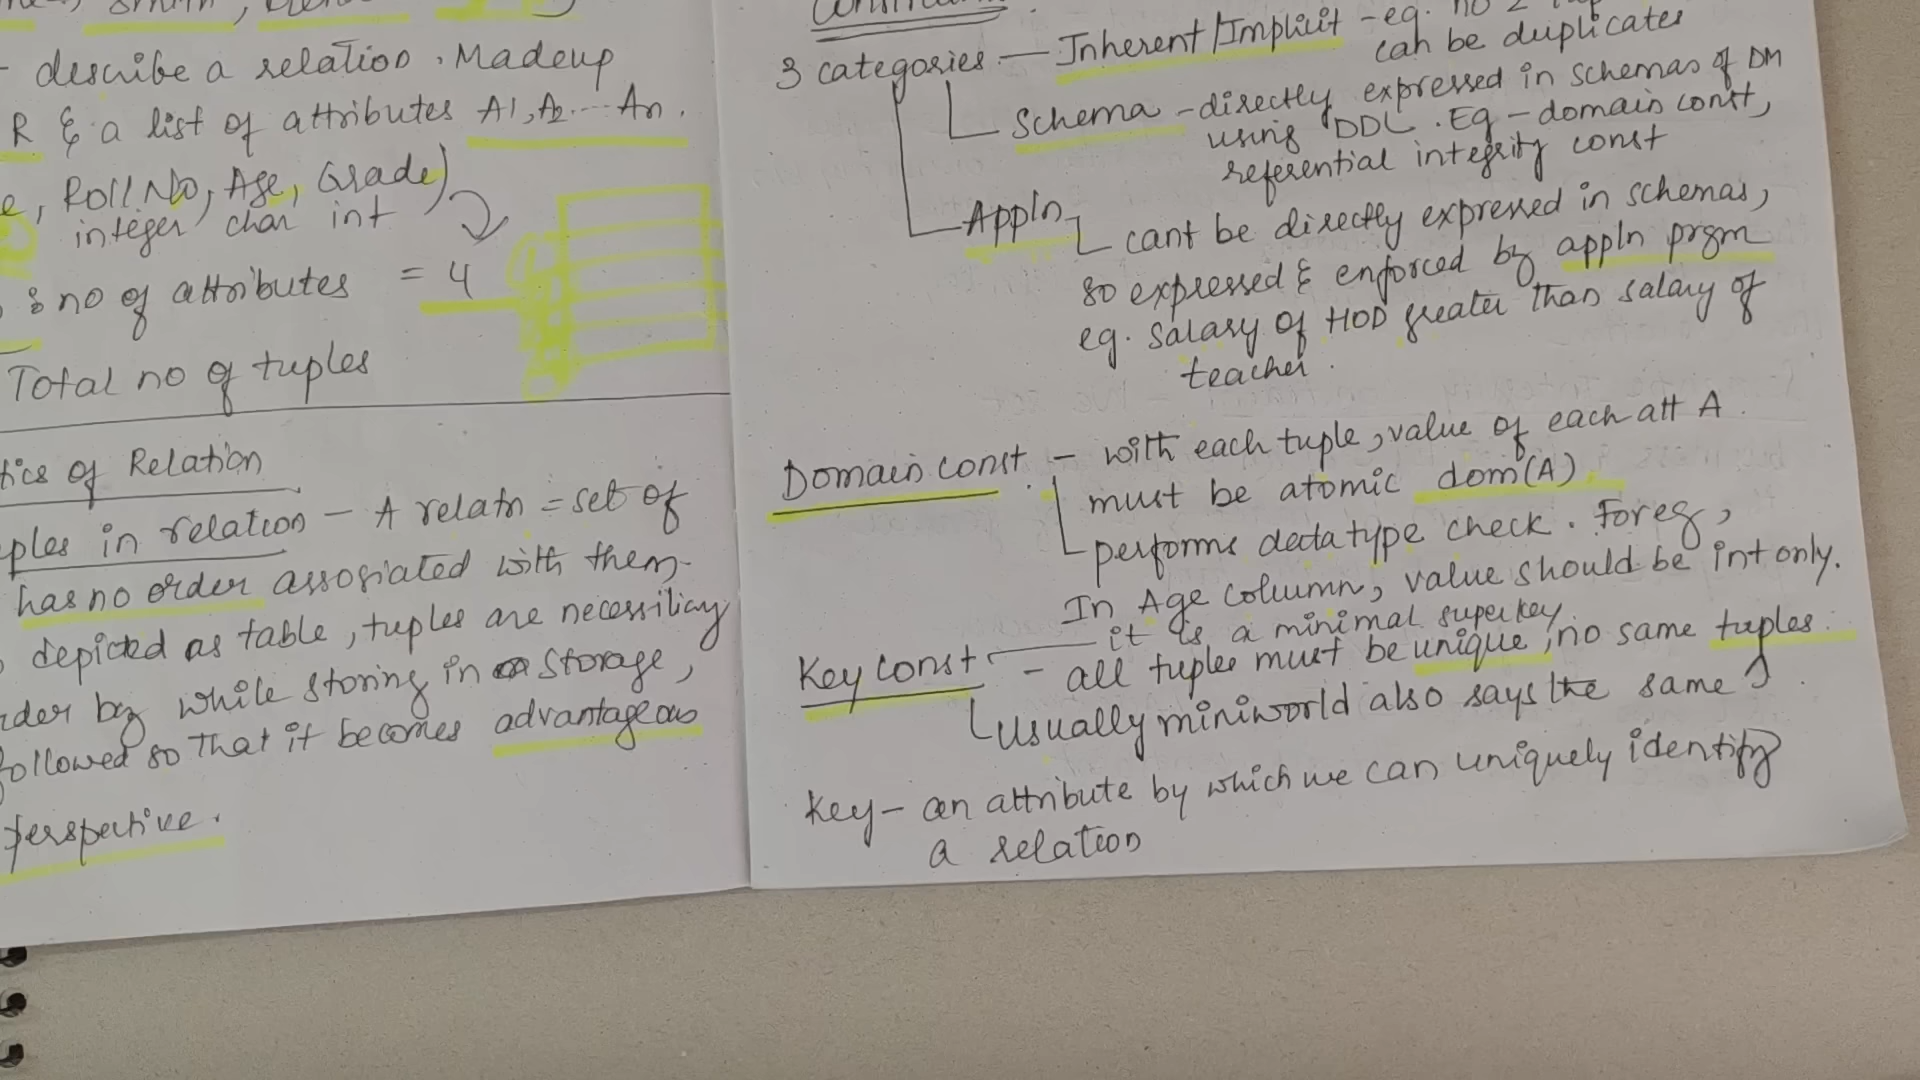 describe a relation. Madeup
R & a list of attributes A1, A2 .... An.
e, Roll No, Age, Grade)
integer char int
& no of attributes = 4
Total no of tuples
tics of Relation
ples in relation - A relatn = set of
has no order assosiated with them.
depicted as table, tuples are necessiliay
rder by while storing in storage,
followed so that it becomes advantageous
perspective.
3 categories - Inherent/Implicit - eg. no 2
can be duplicates
Schema - directly expressed in schemas of DM
using DDL. Eg - domain const,
referential integrity const
Appln
cant be directly expressed in schemas,
so expressed & enforced by appln prgm
eg. salary of HOD greater than salary of
teacher.
Domain const. - with each tuple, value of each att A.
must be atomic dom(A).
performs data type check. Foreg,
In Age column, value should be int only.
it is a minimal superkey.
Key const - all tuples must be unique, no same tuples.
Usually miniworld also says the same
Key - an attribute by which we can uniquely identify
a relation